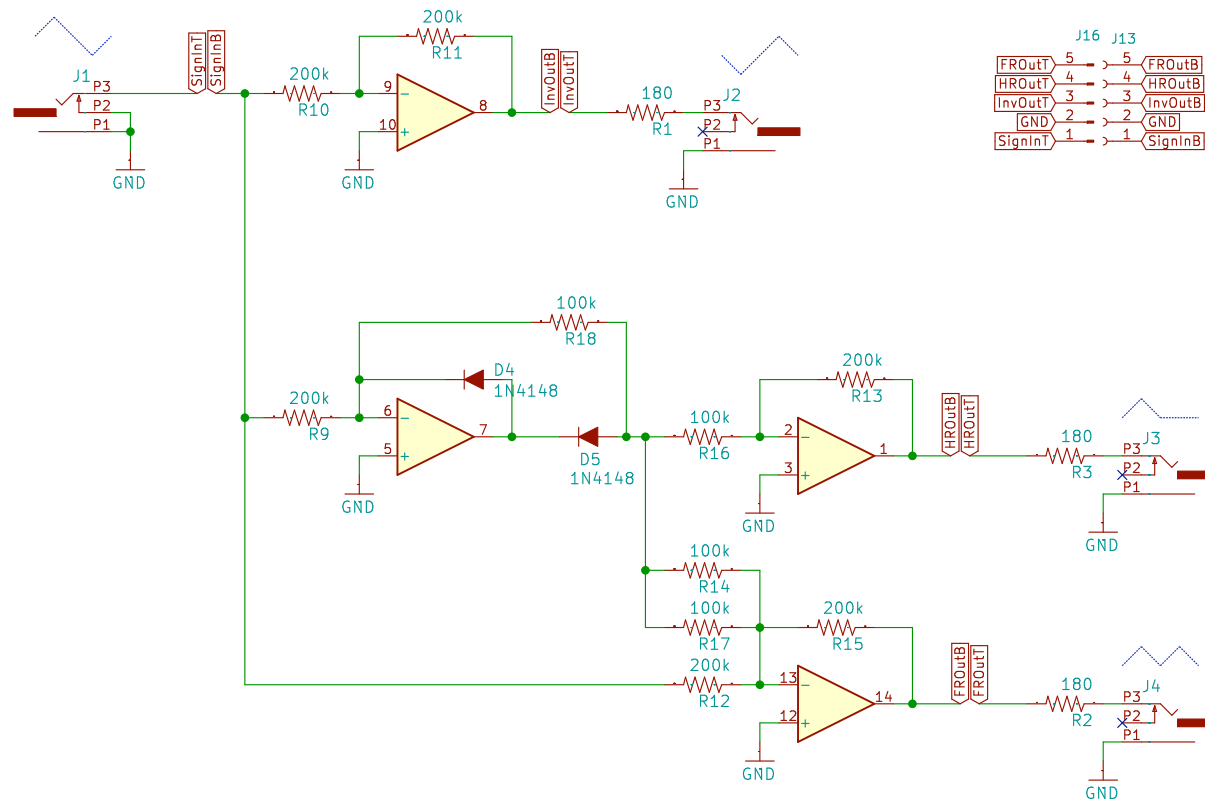 200k
R11
J1
SignInT
SignInB
P3
P2
P1
GND
200k
R10
9
10
8
GND
InvOutB
InvOutT
180
R1
J2
P3
P2
P1
GND
J16
J13
FROutT
5
5
FROutB
HROutT
4
4
HROutB
InvOutT
3
3
InvOutB
GND
2
2
GND
SignInT
1
1
SignInB
100k
R18
D4
1N4148
200k
R9
6
5
7
GND
D5
1N4148
100k
R16
200k
R13
2
3
1
GND
HROutB
HROutT
180
R3
J3
P3
P2
P1
GND
100k
R14
100k
R17
200k
R12
200k
R15
13
12
14
GND
FROutB
FROutT
180
R2
J4
P3
P2
P1
GND